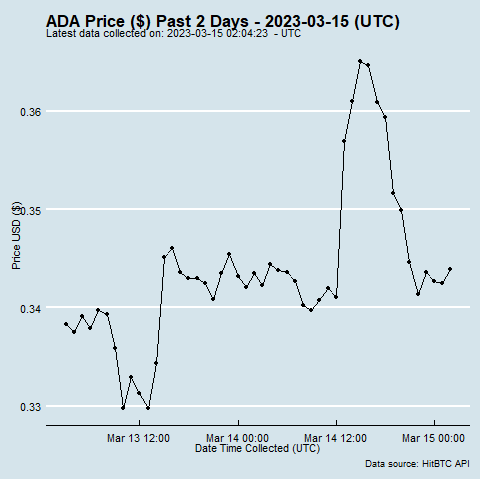 ADA Price ($) Past 2 Days - 2023-03-15 (UTC)
Latest data collected on: 2023-03-15 02:04:23  - UTC
0.36
0.35
0.34
0.33
Price USD ($)
Mar 13 12:00
Mar 14 00:00
Mar 14 12:00
Mar 15 00:00
Date Time Collected (UTC)
Data source: HitBTC API